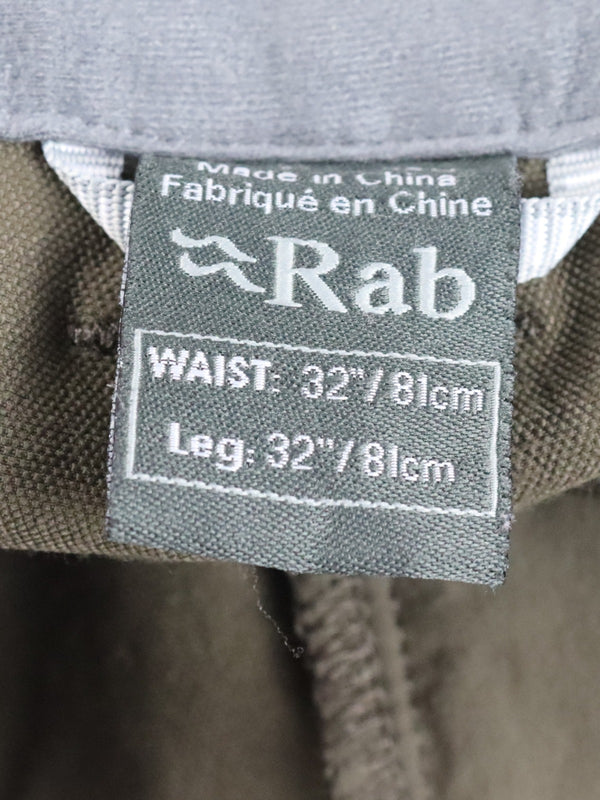 Made in China
Fabriqué en Chine
Rab
WAIST: 32"/81cm
Leg: 32"/81cm